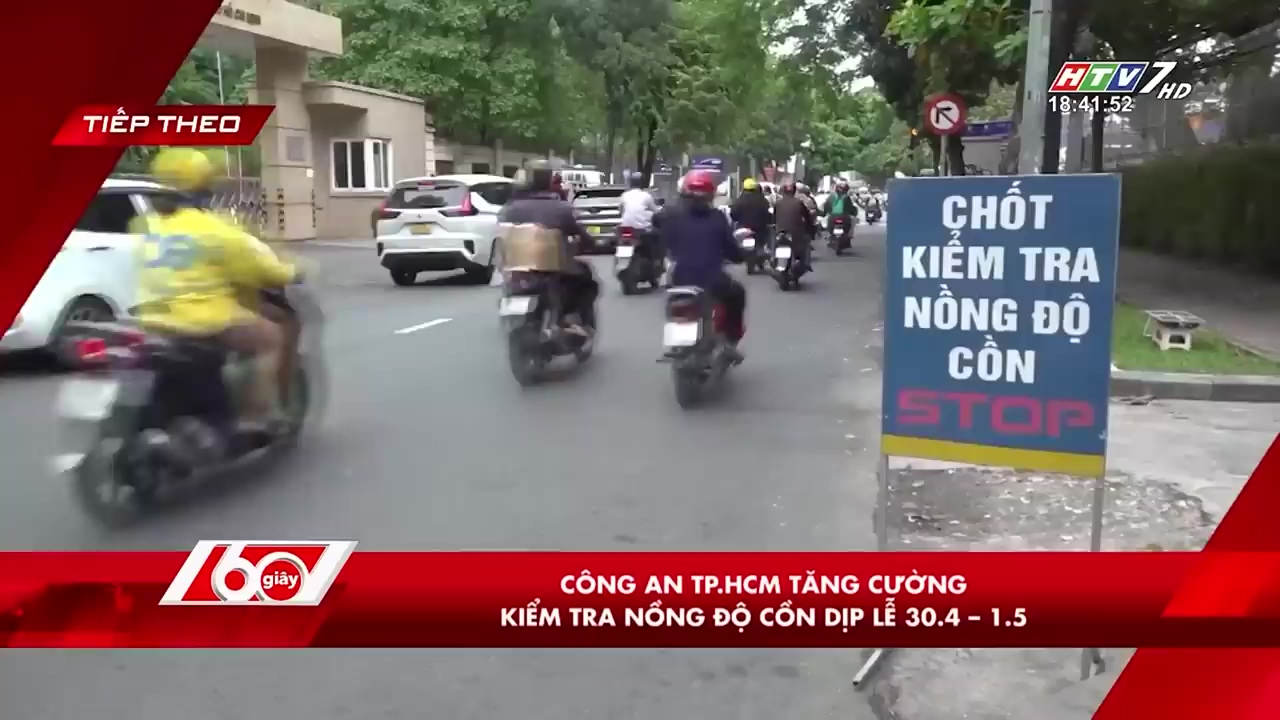 TIẾP THEO
HTV7 HD
18:41:52
CHỐT
KIỂM TRA
NỒNG ĐỘ
CỒN
STOP
60 giây
CÔNG AN TP.HCM TĂNG CƯỜNG
KIỂM TRA NỒNG ĐỘ CỒN DỊP LỄ 30.4 – 1.5